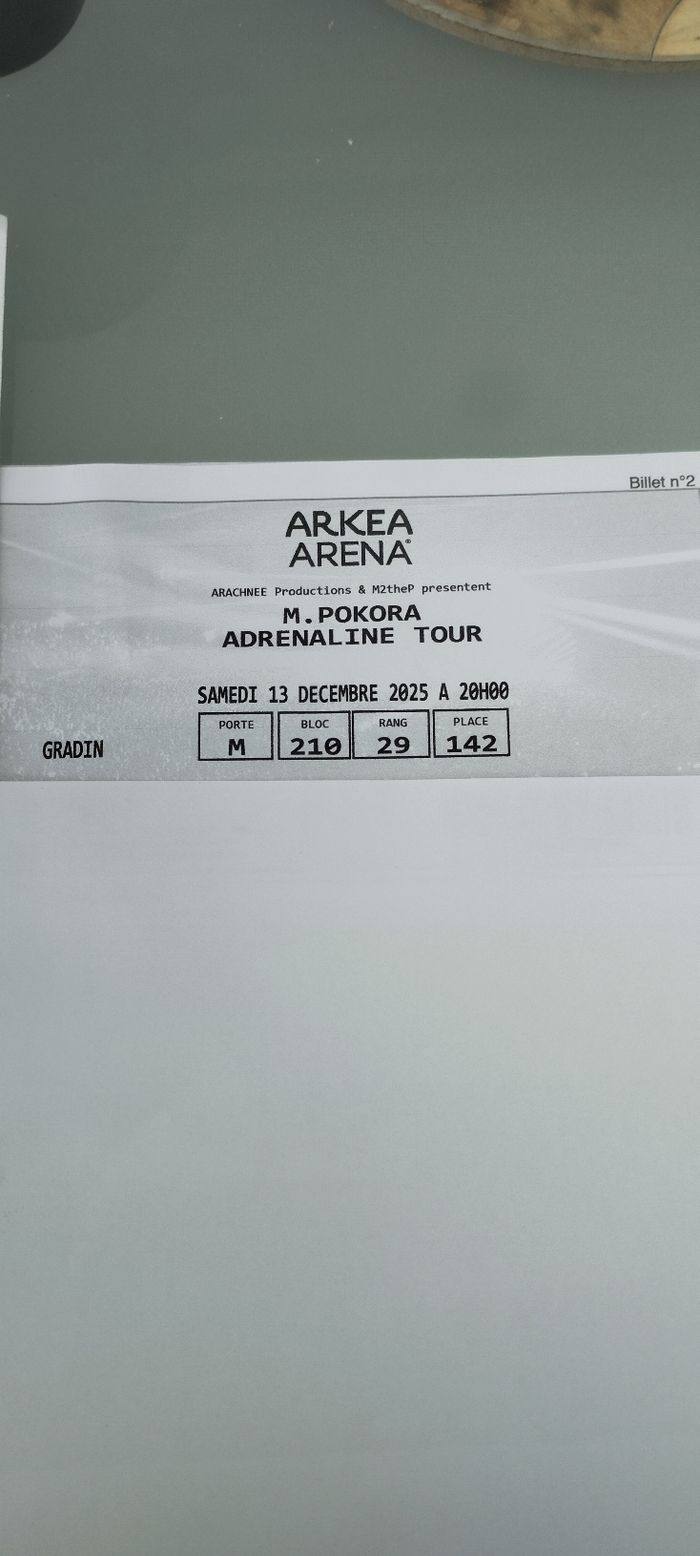 Billet n°2
ARKEA
ARENA
ARACHNEE Productions & M2theP presentent
M.POKORA
ADRENALINE TOUR
SAMEDI 13 DECEMBRE 2025 A 20H00
PORTE BLOC RANG PLACE
GRADIN M 210 29 142